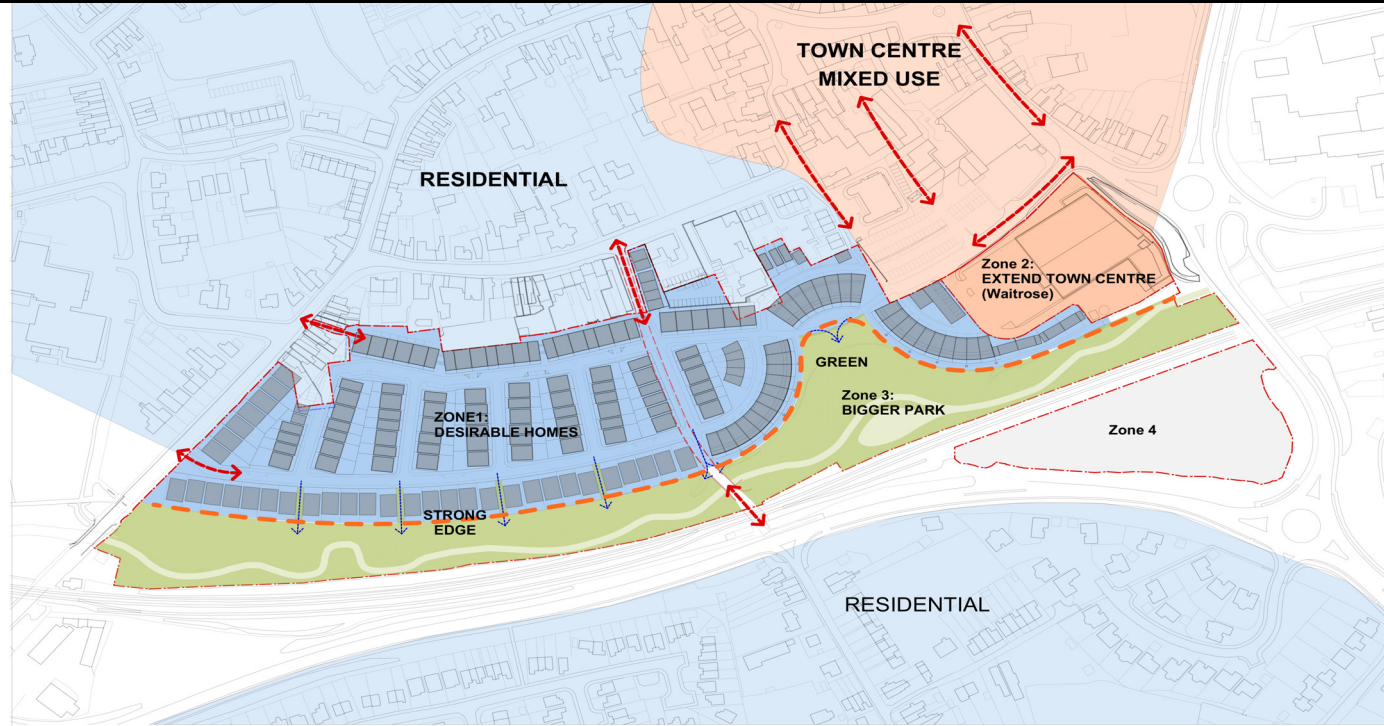 TOWN CENTRE
MIXED USE
RESIDENTIAL
Zone 2:
EXTEND TOWN CENTRE
(Waitrose)
GREEN
Zone 3:
BIGGER PARK
ZONE1:
DESIRABLE HOMES
Zone 4
STRONG
EDGE
RESIDENTIAL